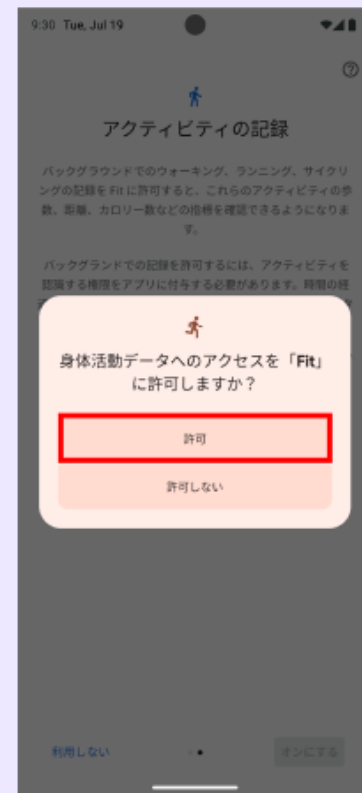 9:30 Tue, Jul 19
アクティビティの記録
バックグラウンドでのウォーキング、ランニング、サイクリ
ングの記録を Fit に許可すると、これらのアクティビティの歩
数、距離、カロリー数などの指標を確認できるようになりま
す。
バックグランドでの記録を許可するには、アクティビティを
認識する権限をアプリに付与する必要があります。時間の経
身体活動データへのアクセスを「Fit」
に許可しますか？
許可
許可しない
利用しない
オンにする